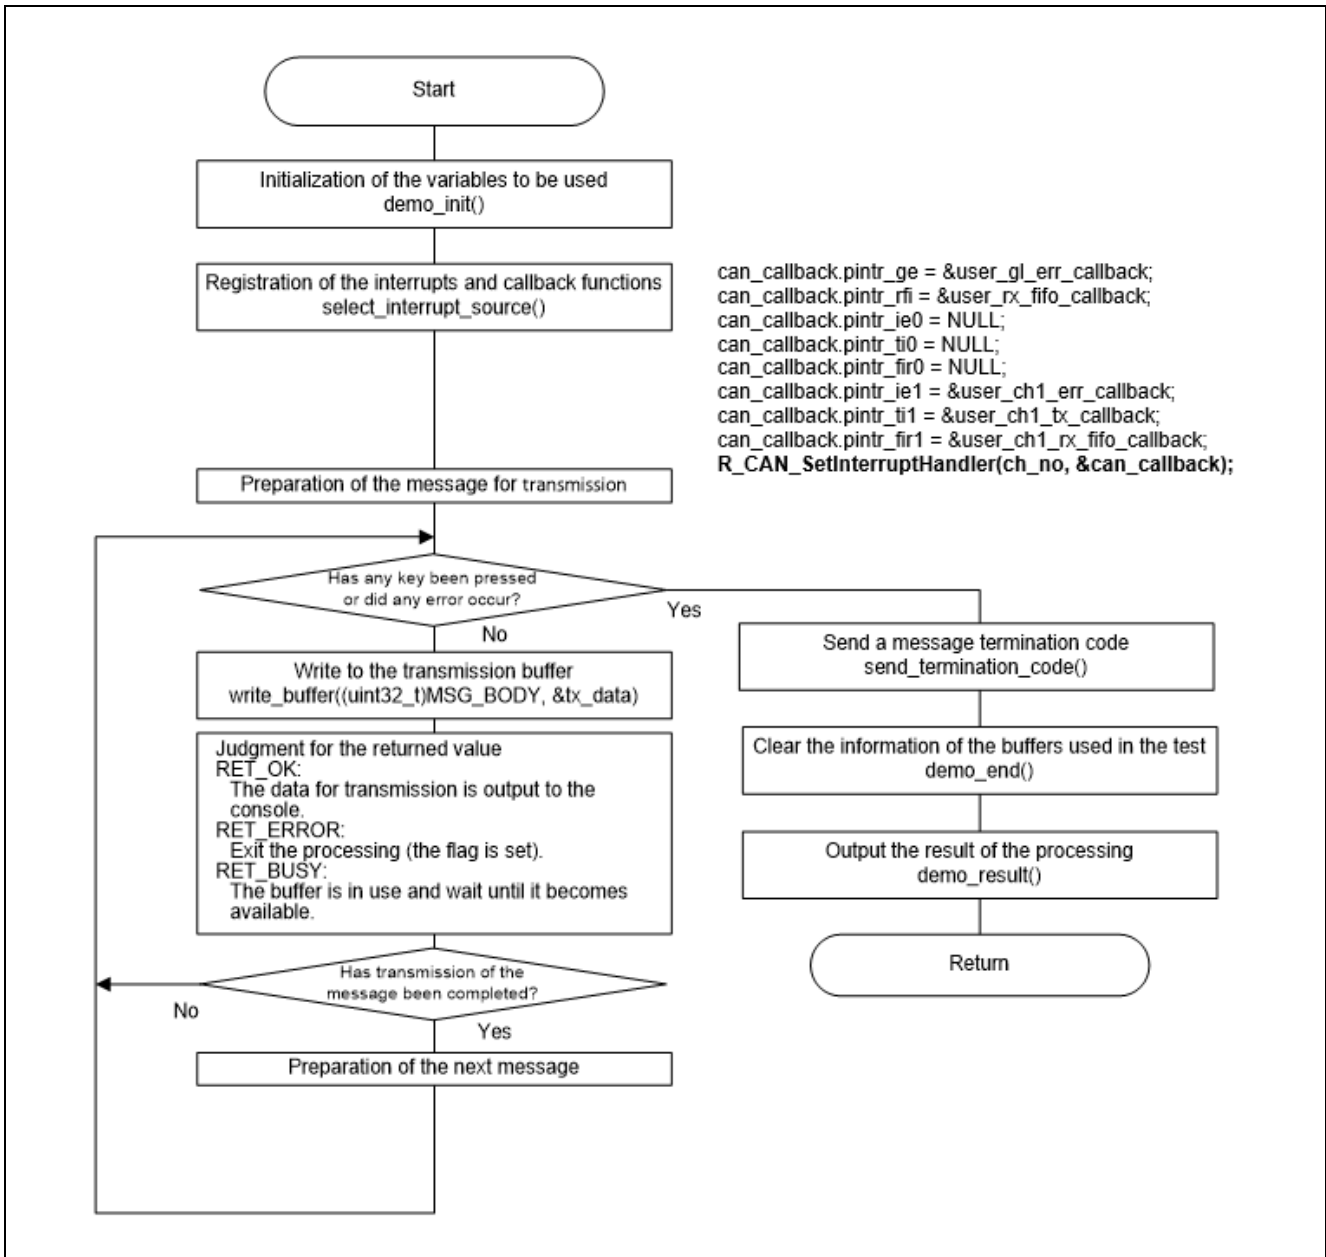 Start
Initialization of the variables to be used
demo_init()
Registration of the interrupts and callback functions
select_interrupt_source()
can_callback.pintr_ge = &user_gl_err_callback;
can_callback.pintr_rfi = &user_rx_fifo_callback;
can_callback.pintr_ie0 = NULL;
can_callback.pintr_ti0 = NULL;
can_callback.pintr_fir0 = NULL;
can_callback.pintr_ie1 = &user_ch1_err_callback;
can_callback.pintr_ti1 = &user_ch1_tx_callback;
can_callback.pintr_fir1 = &user_ch1_rx_fifo_callback;
R_CAN_SetInterruptHandler(ch_no, &can_callback);
Preparation of the message for transmission
Has any key been pressed
or did any error occur?
Yes
No
Write to the transmission buffer
write_buffer((uint32_t)MSG_BODY, &tx_data)
Judgment for the returned value
RET_OK:
The data for transmission is output to the
console.
RET_ERROR:
Exit the processing (the flag is set).
RET_BUSY:
The buffer is in use and wait until it becomes
available.
Has transmission of the
message been completed?
No
Yes
Preparation of the next message
Send a message termination code
send_termination_code()
Clear the information of the buffers used in the test
demo_end()
Output the result of the processing
demo_result()
Return